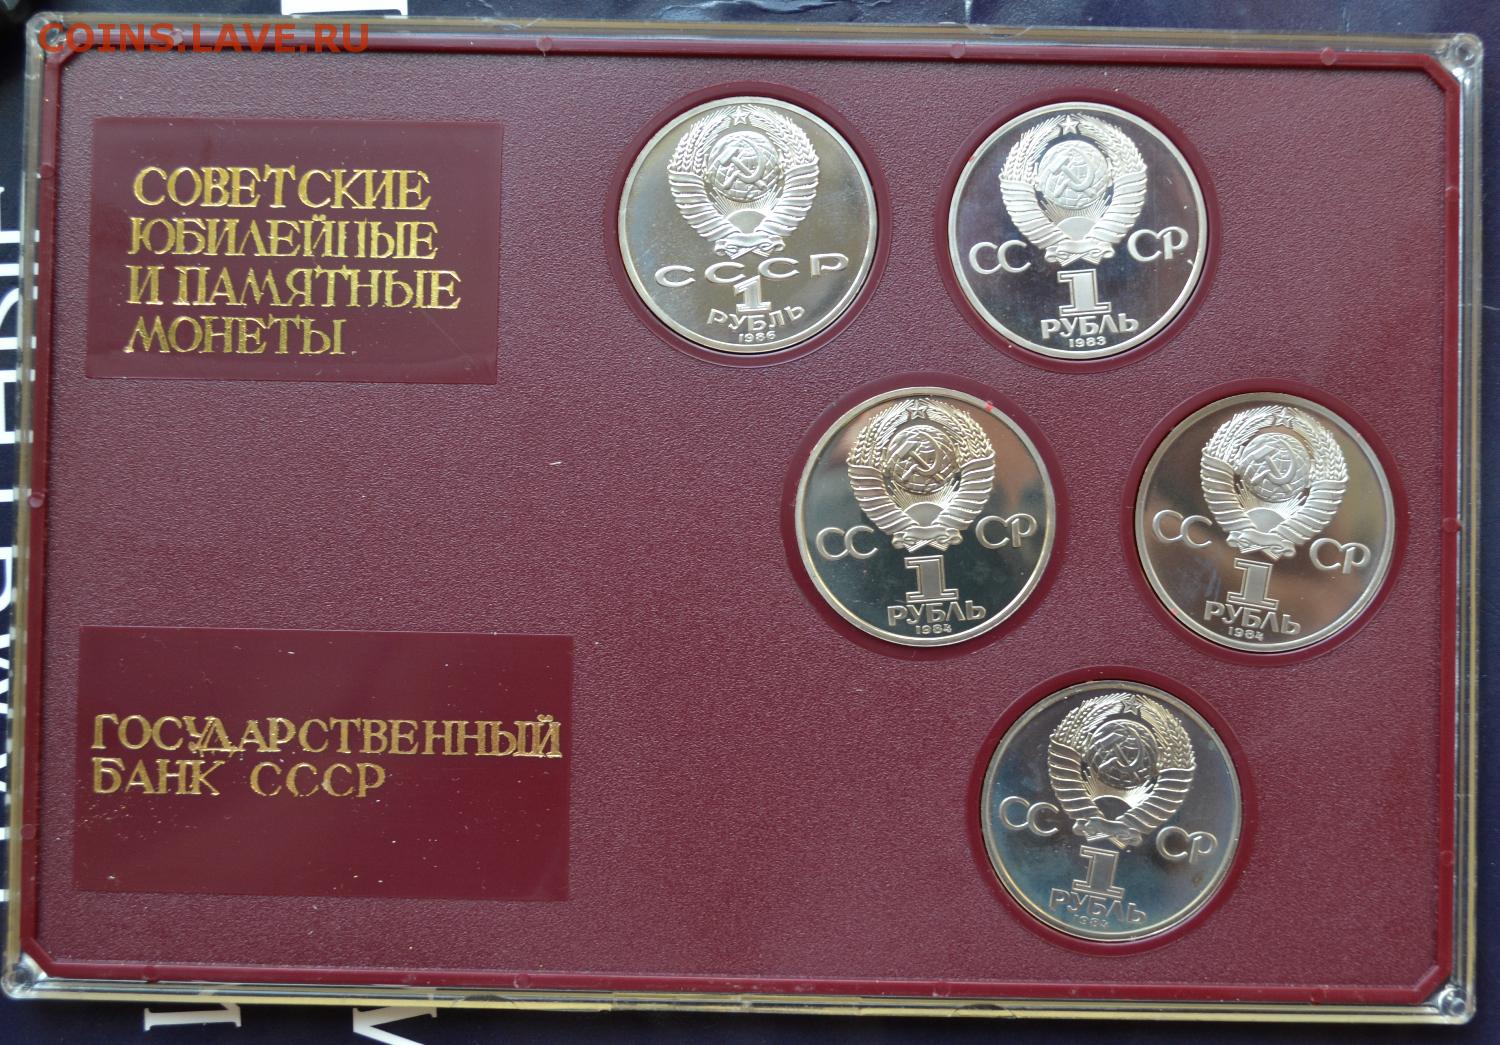 COINS.LAVE.RU
СОВЕТСКИЕ
ЮБИЛЕЙНЫЕ
И ПАМЯТНЫЕ
МОНЕТЫ
СССР
1
РУБЛЬ
1986
СС СР
1
РУБЛЬ
1983
СС СР
1
РУБЛЬ
1984
СС СР
1
РУБЛЬ
1984
ГОСУДАРСТВЕННЫЙ
БАНК СССР
СС СР
1
РУБЛЬ
1984